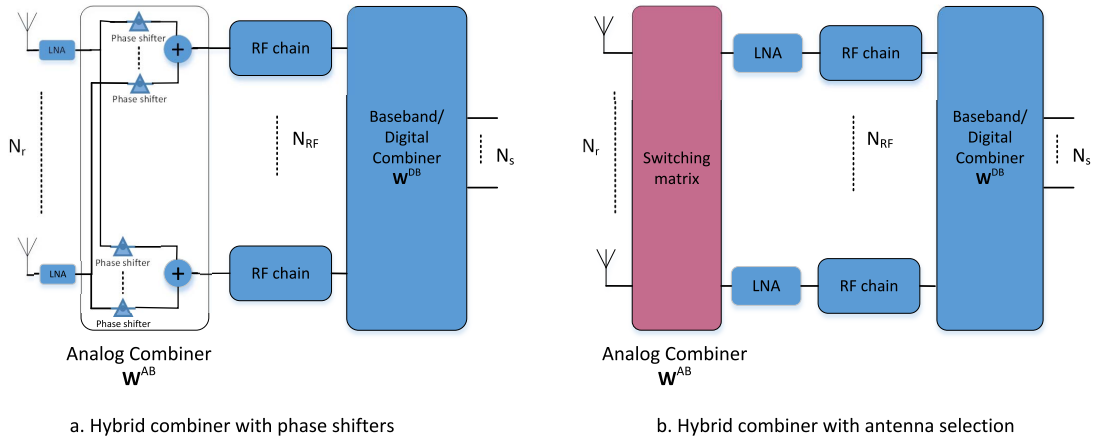 LNA
Phase shifter
Phase shifter
+
RF chain
N_r
N_RF
Baseband/
Digital
Combiner
W^DB
N_s
LNA
Phase shifter
Phase shifter
+
RF chain
Analog Combiner
W^AB
a. Hybrid combiner with phase shifters
N_r
Switching
matrix
LNA
RF chain
N_RF
Baseband/
Digital
Combiner
W^DB
N_s
LNA
RF chain
Analog Combiner
W^AB
b. Hybrid combiner with antenna selection